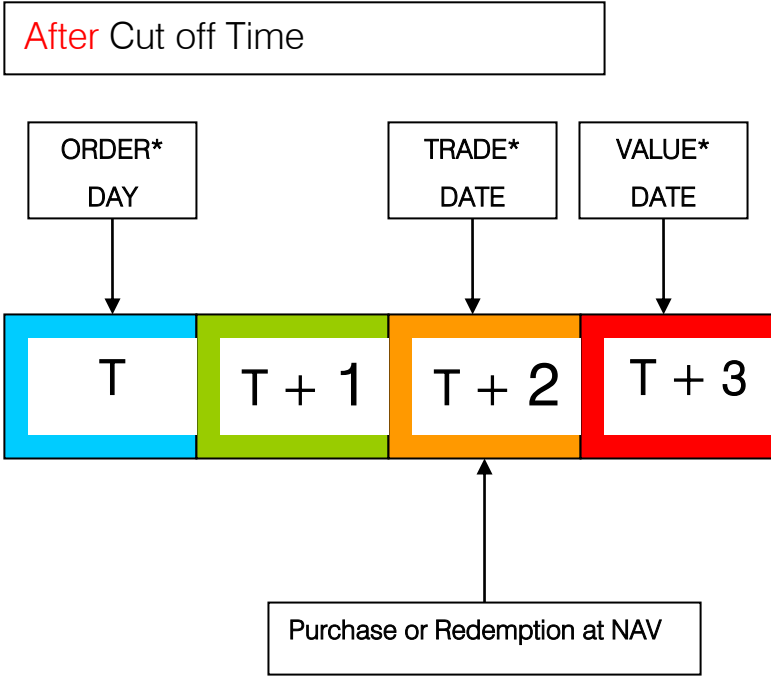 After Cut off Time
ORDER*
DAY
TRADE*
DATE
VALUE*
DATE
T
T + 1
T + 2
T + 3
Purchase or Redemption at NAV